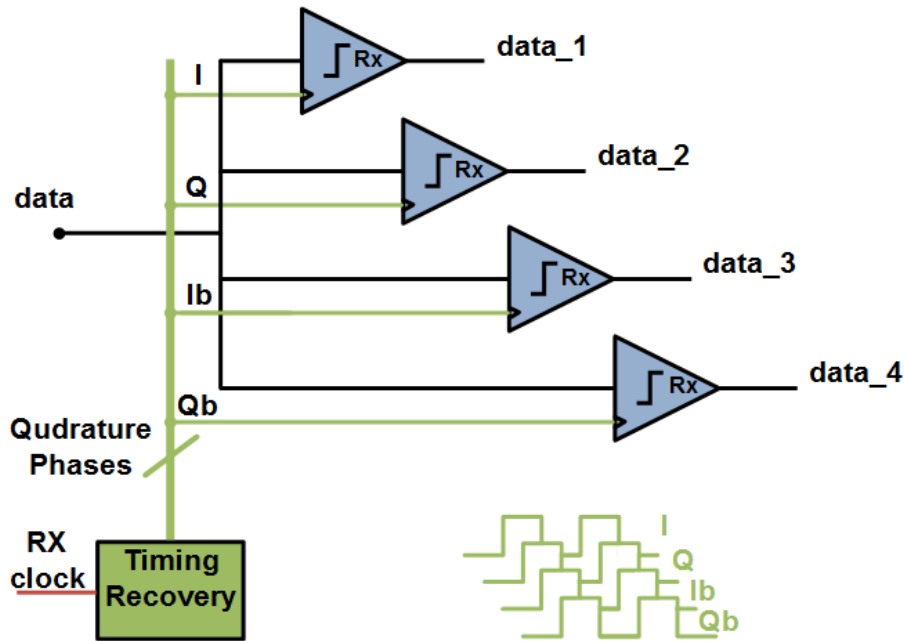 data_1
Rx
I
data_2
Rx
Q
data
data_3
Rx
Ib
data_4
Rx
Qb
Qudrature
Phases
RX
clock
Timing
Recovery
I
Q
Ib
Qb